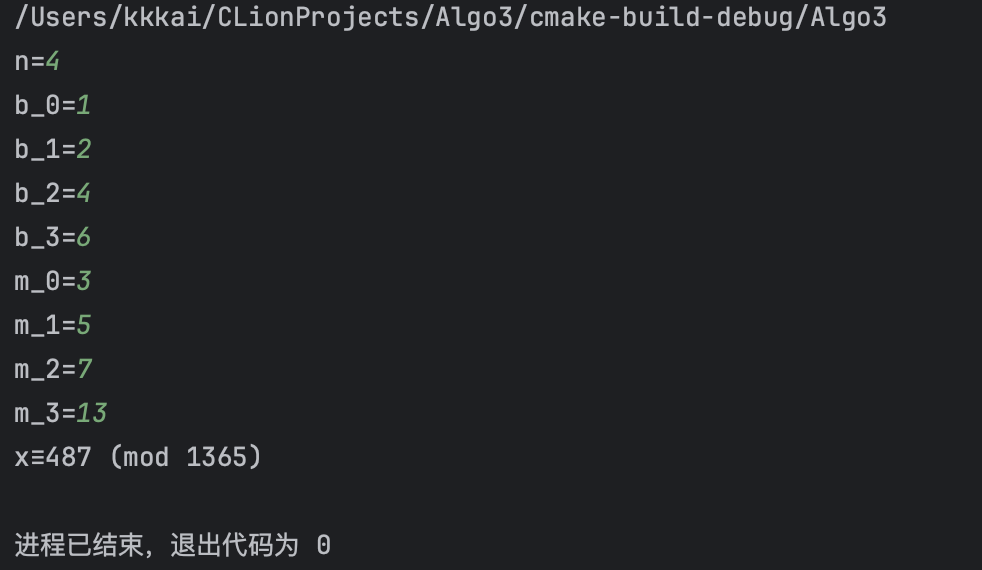 /Users/kkkai/CLionProjects/Algo3/cmake-build-debug/Algo3
n=4
b_0=1
b_1=2
b_2=4
b_3=6
m_0=3
m_1=5
m_2=7
m_3=13
x≡487 (mod 1365)
进程已结束，退出代码为 0